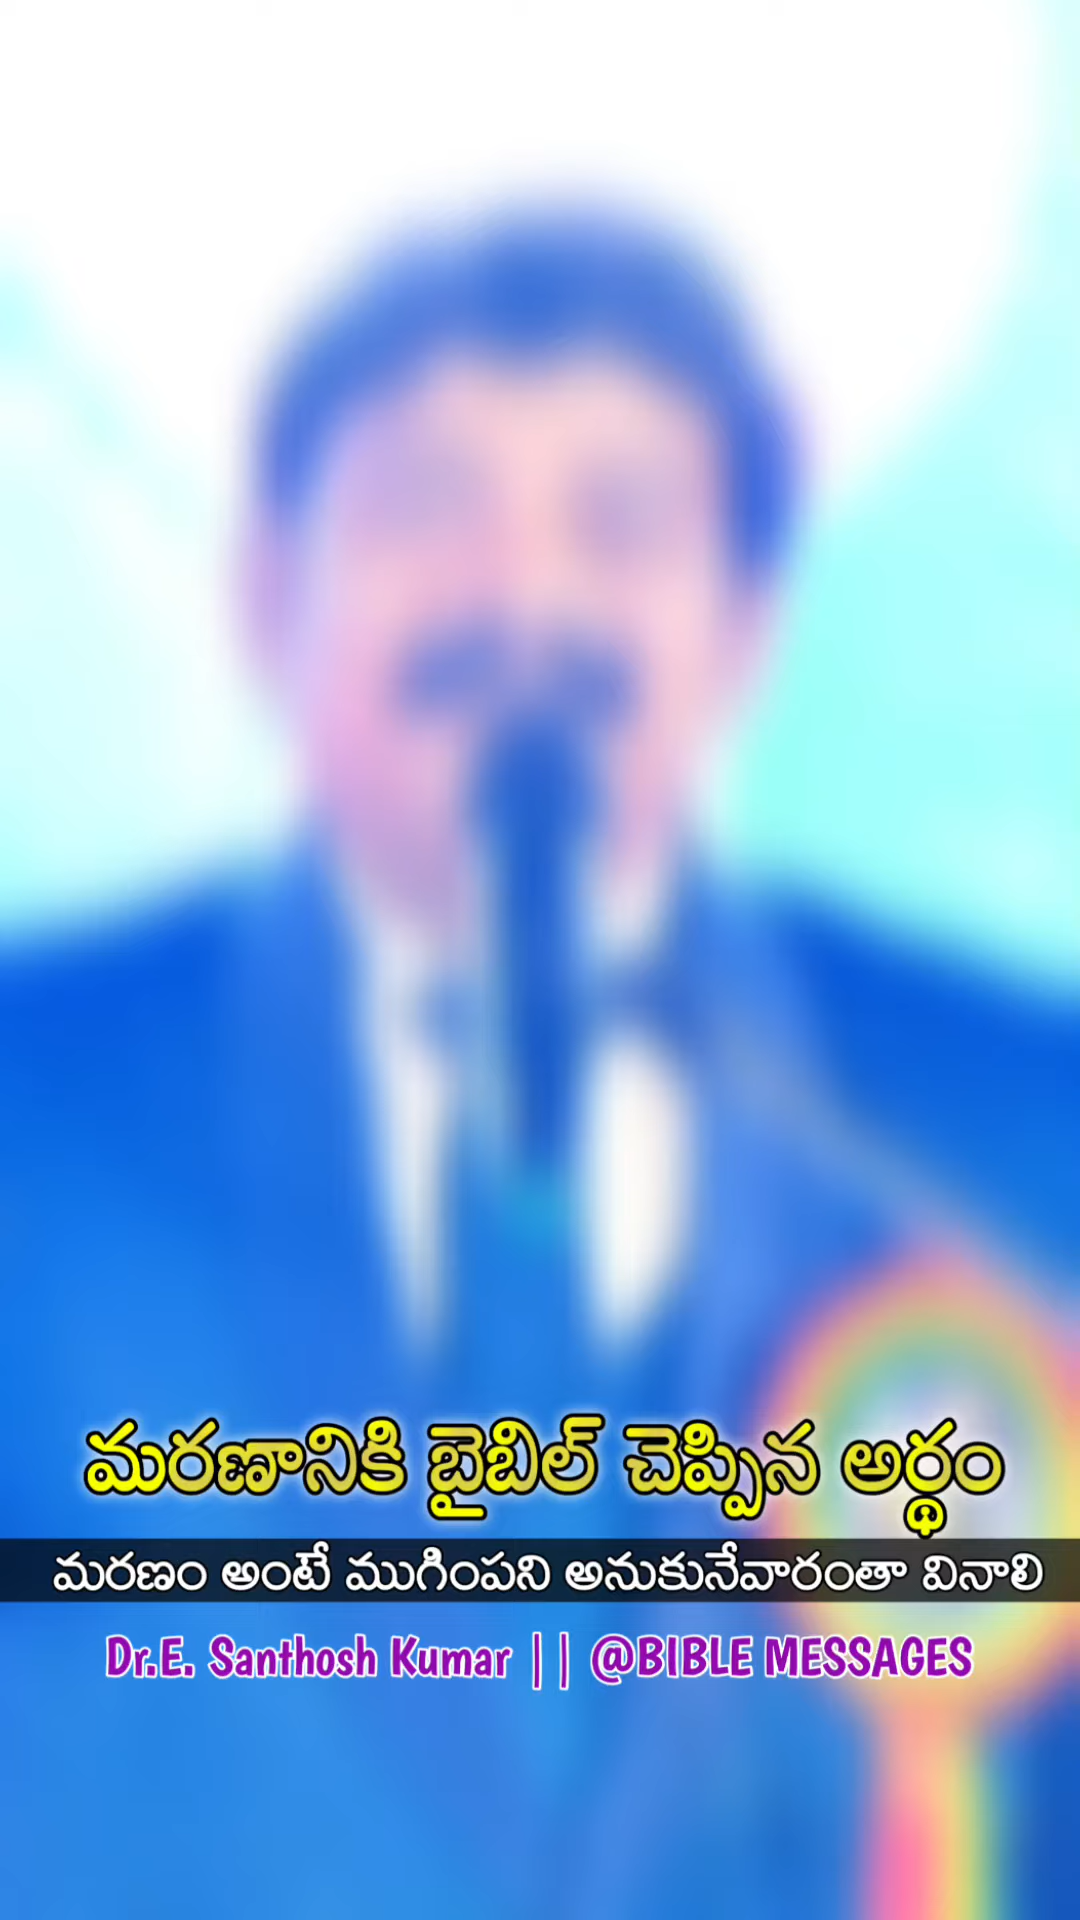 మరణానికి బైబిల్ చెప్పిన అర్థం
మరణం అంటే ముగింపని అనుకునేవారంతా వినాలి
Dr.E. Santhosh Kumar || @BIBLE MESSAGES